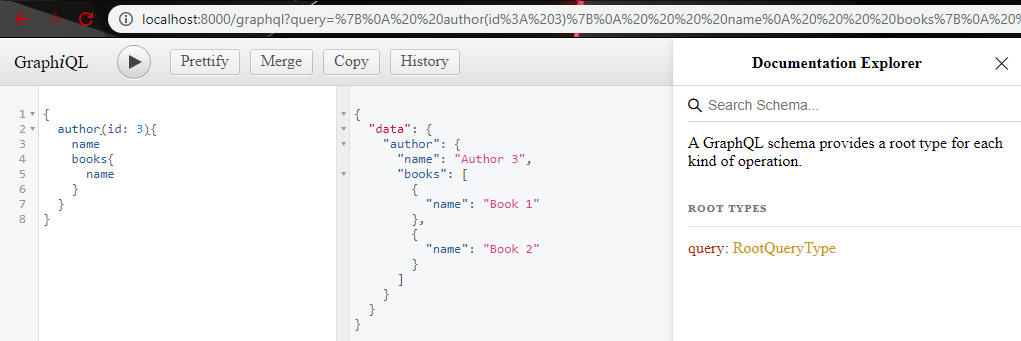 localhost:8000/graphql?query=%7B%0A%20%20author(id%3A%203)%7B%0A%20%20%20%20name%0A%20%20%20%20books%7B%0A%20%
GraphiQL Prettify Merge Copy History
1 {
2 author(id: 3){
3 name
4 books{
5 name
6 }
7 }
8 }
{
"data": {
"author": {
"name": "Author 3",
"books": [
{
"name": "Book 1"
},
{
"name": "Book 2"
}
]
}
}
}
Documentation Explorer
Search Schema...
A GraphQL schema provides a root type for each
kind of operation.
ROOT TYPES
query: RootQueryType